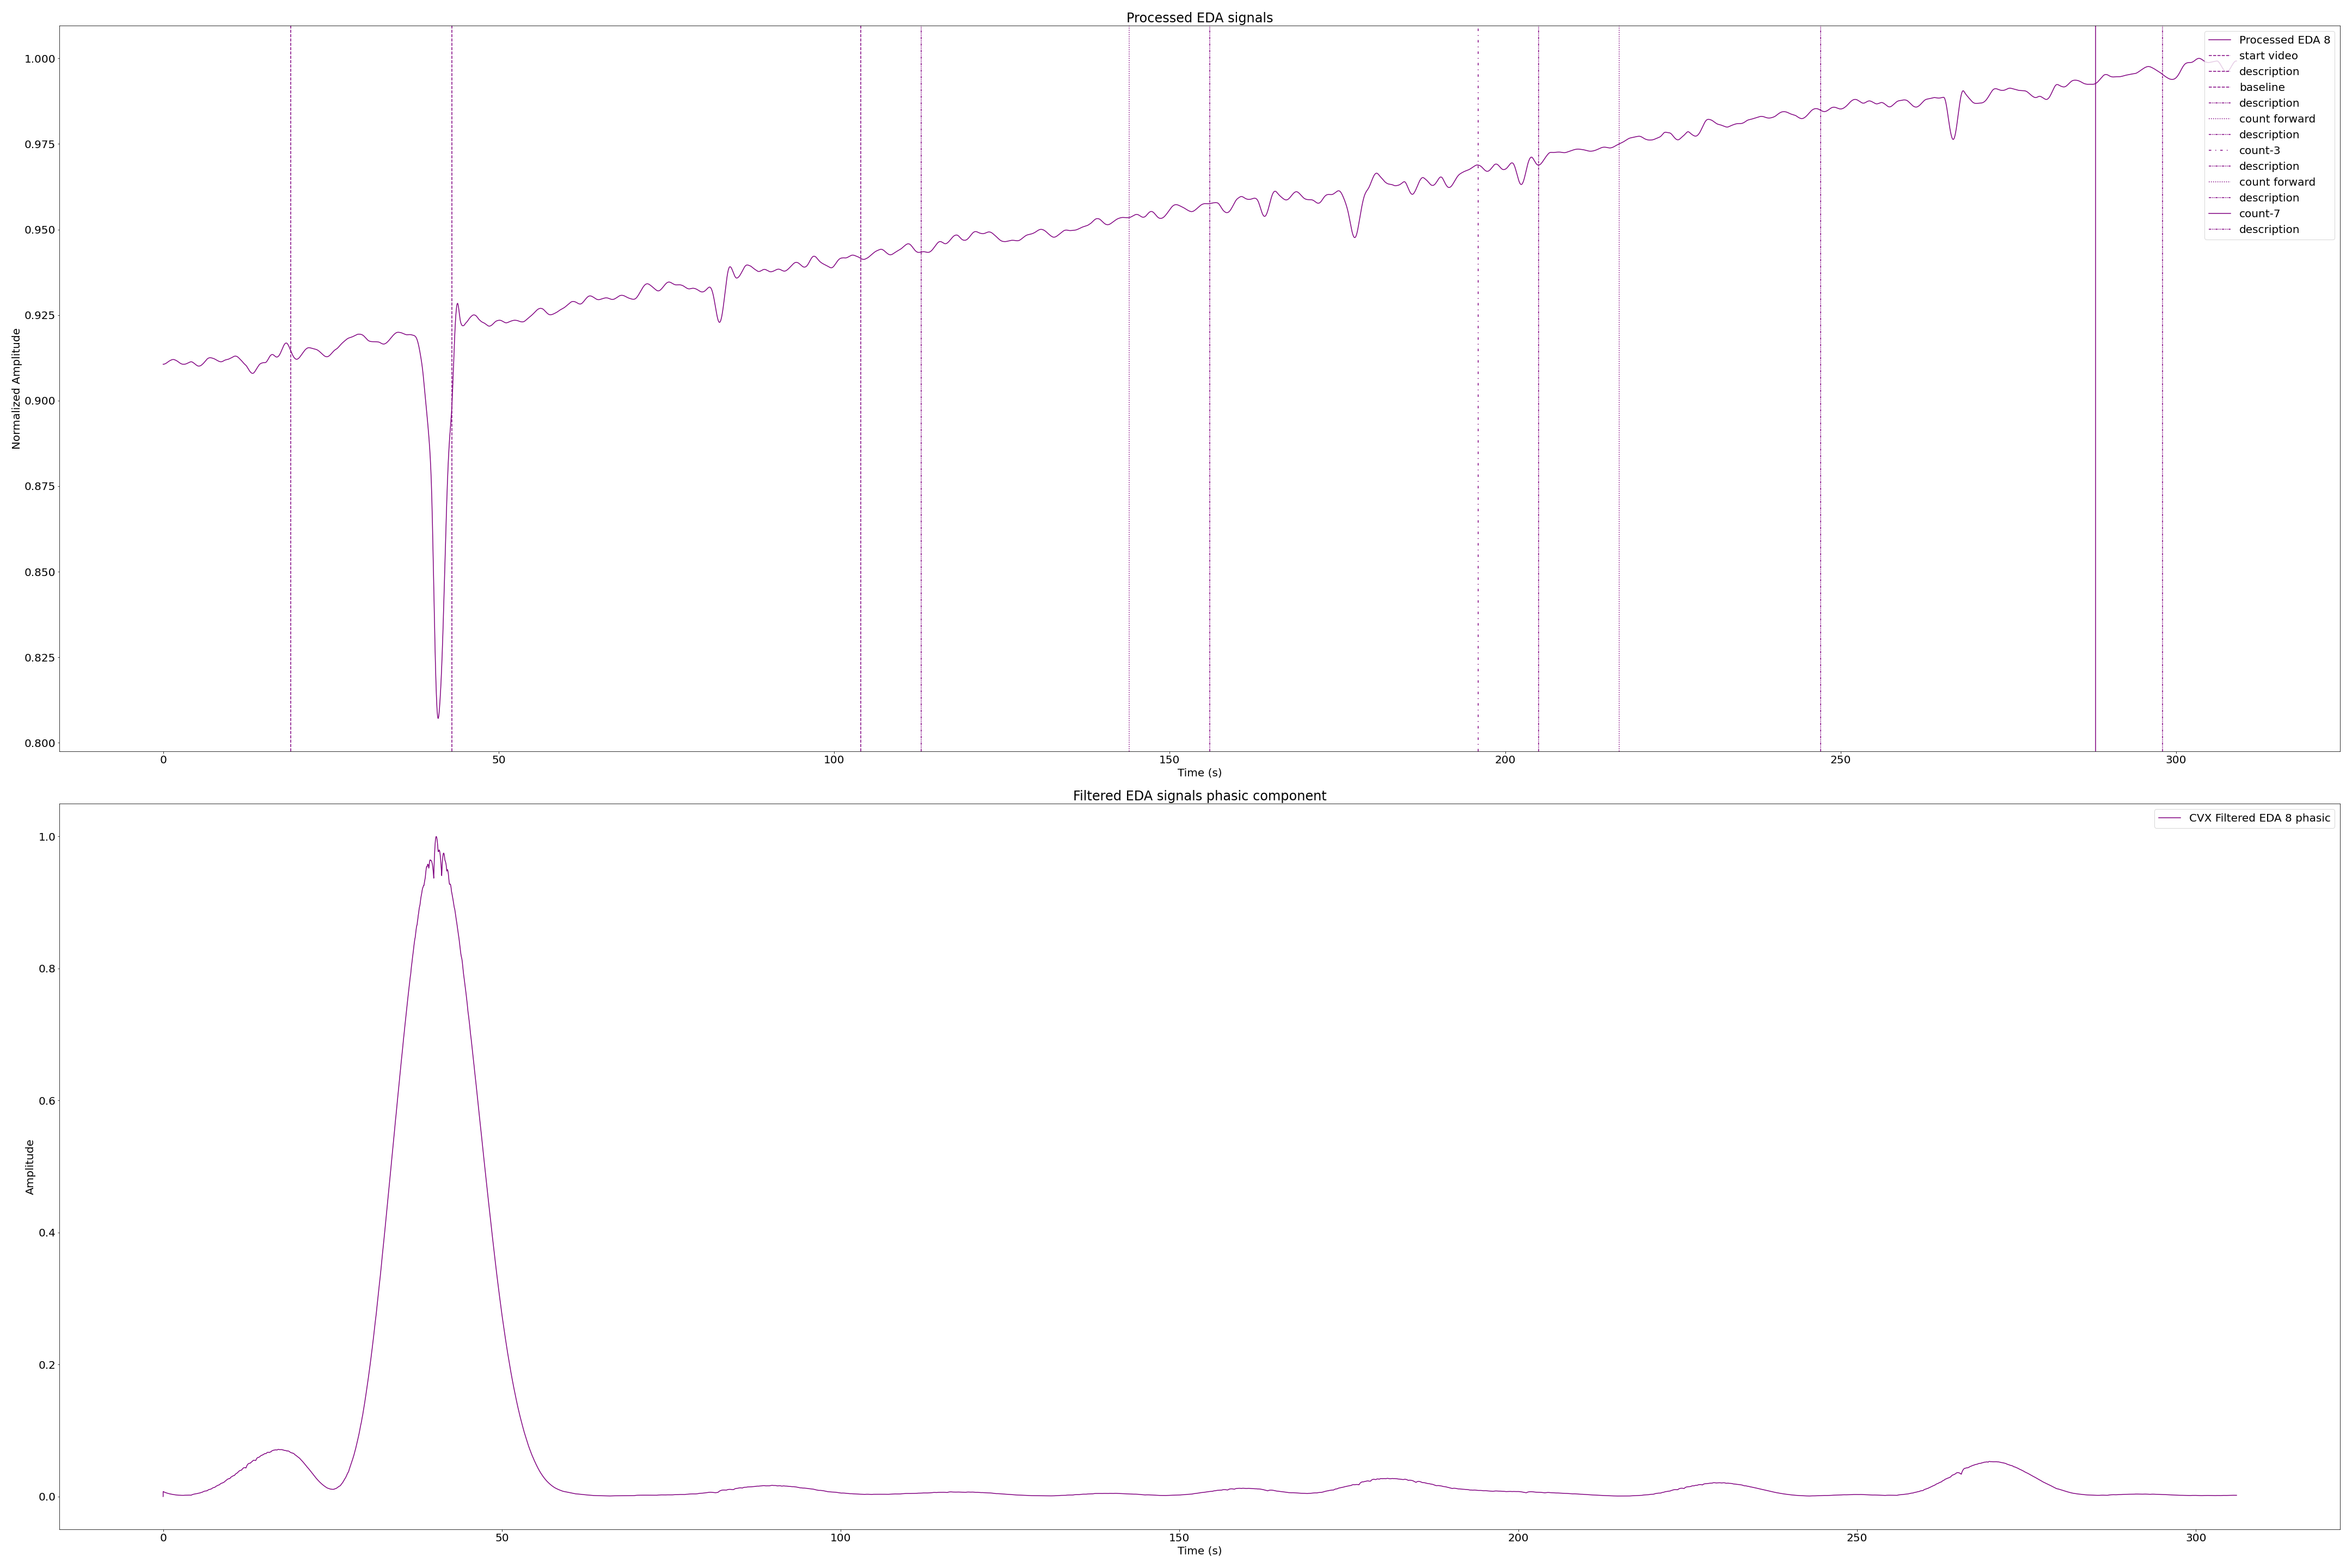 Processed EDA signals
Normalized Amplitude
1.000
0.975
0.950
0.925
0.900
0.875
0.850
0.825
0.800
Processed EDA 8
start video
description
baseline
description
count forward
description
count-3
description
count forward
description
count-7
description
0 50 100 150 200 250 300
Time (s)
Filtered EDA signals phasic component
Amplitude
1.0
0.8
0.6
0.4
0.2
0.0
CVX Filtered EDA 8 phasic
0 50 100 150 200 250 300
Time (s)